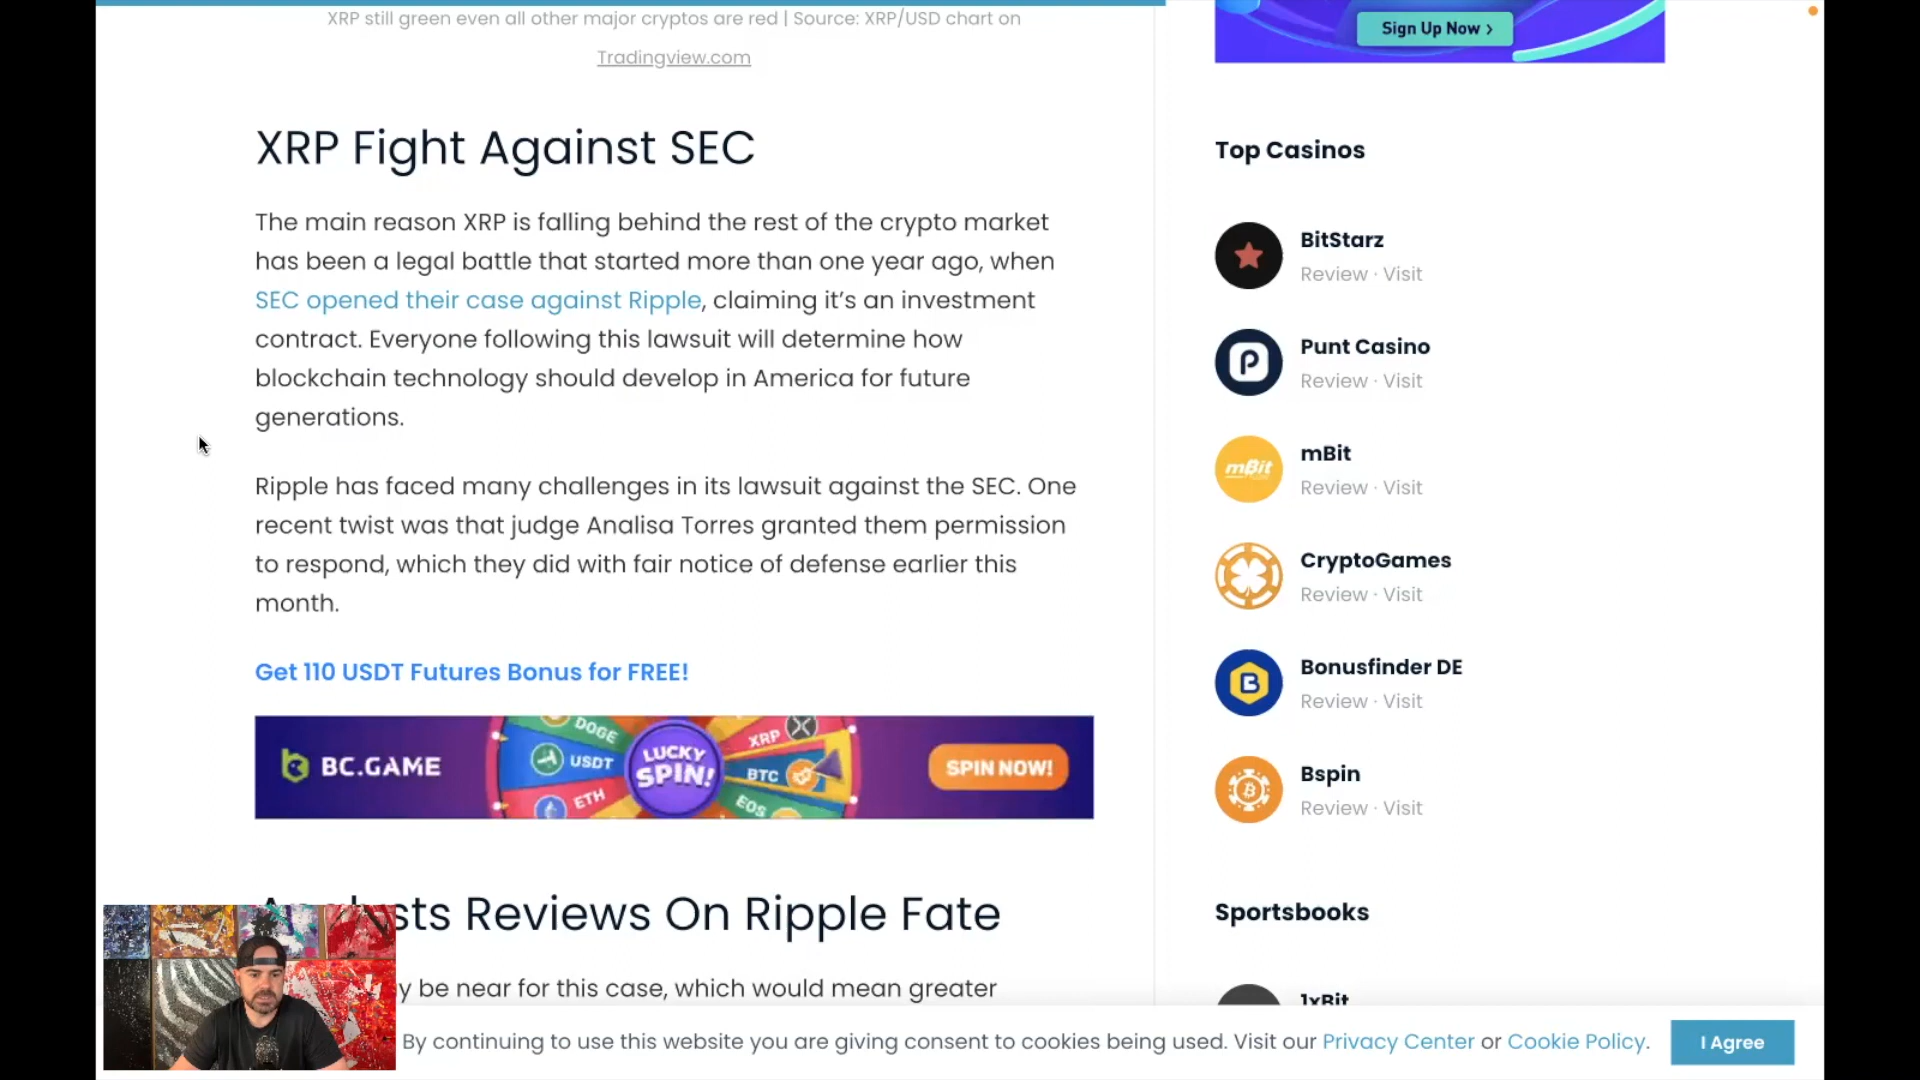 XRP still green even all other major cryptos are red | Source: XRP/USD chart on
Tradingview.com
XRP Fight Against SEC
The main reason XRP is falling behind the rest of the crypto market
has been a legal battle that started more than one year ago, when
SEC opened their case against Ripple, claiming it’s an investment
contract. Everyone following this lawsuit will determine how
blockchain technology should develop in America for future
generations.
Ripple has faced many challenges in its lawsuit against the SEC. One
recent twist was that judge Analisa Torres granted them permission
to respond, which they did with fair notice of defense earlier this
month.
Get 110 USDT Futures Bonus for FREE!
BC.GAME
DOGE
USDT
ETH
LUCKY
SPIN!
XRP
BTC
EOS
SPIN NOW!
Reviews On Ripple Fate
be near for this case, which would mean greater
Sign Up Now >
Top Casinos
BitStarz
Review · Visit
Punt Casino
Review · Visit
mBit
mBit
Review · Visit
CryptoGames
Review · Visit
Bonusfinder DE
Review · Visit
Bspin
Review · Visit
Sportsbooks
1xBit
By continuing to use this website you are giving consent to cookies being used. Visit our Privacy Center or Cookie Policy.
I Agree